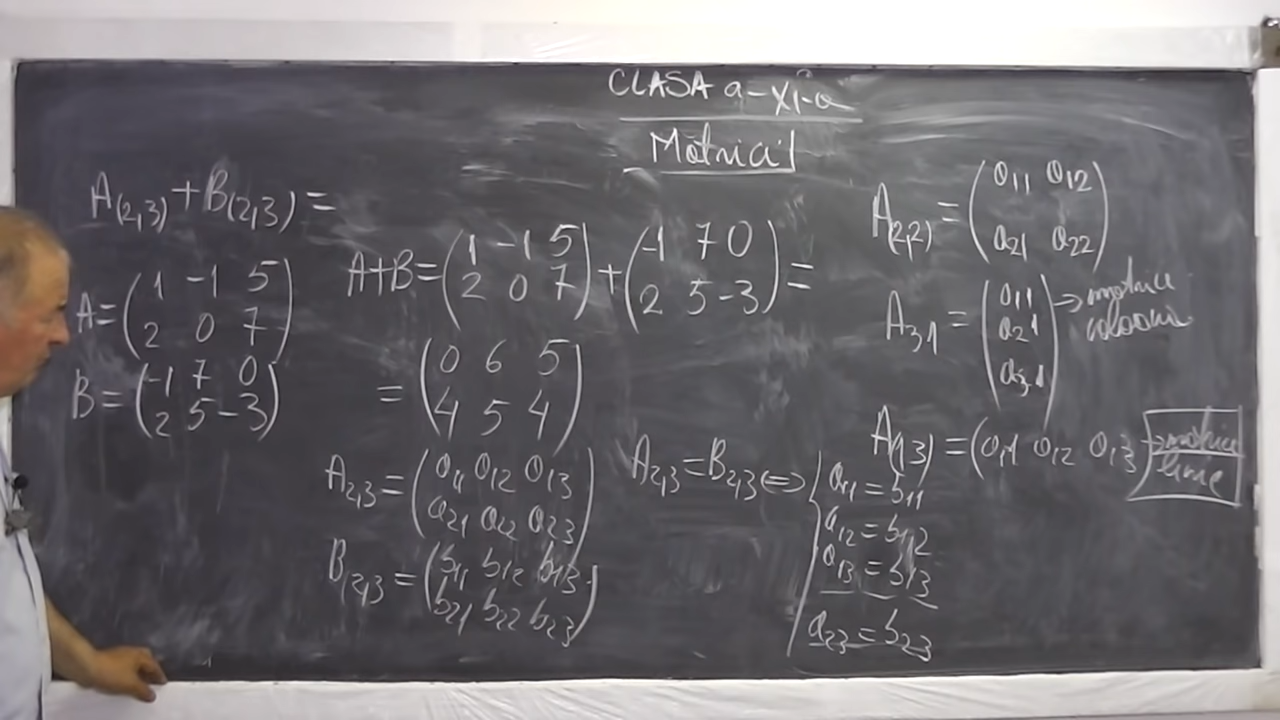 CLASA a-XI-a
Matrici
A(2,3) + B(2,3) =
A = ( 1 -1 5
2 0 7 )
B = ( -1 7 0
2 5 -3 )
A+B = ( 1 -1 5
2 0 7 ) + ( -1 7 0
2 5 -3 ) =
= ( 0 6 5
4 5 4 )
A2,3 = ( a11 a12 a13
a21 a22 a23 )
B(2,3 = ( b11 b12 b13
b21 b22 b23 )
A2,3 = B2,3 ⇔ { a11 = b11
a12 = b12
a13 = b13
a23 = b23
A(2,2) = ( a11 a12
a21 a22 )
A3,1 = ( a11
a21
a3,1 ) → matrice
coloană
A(1,3) = ( a11 a12 a13 ) → matrice
linie